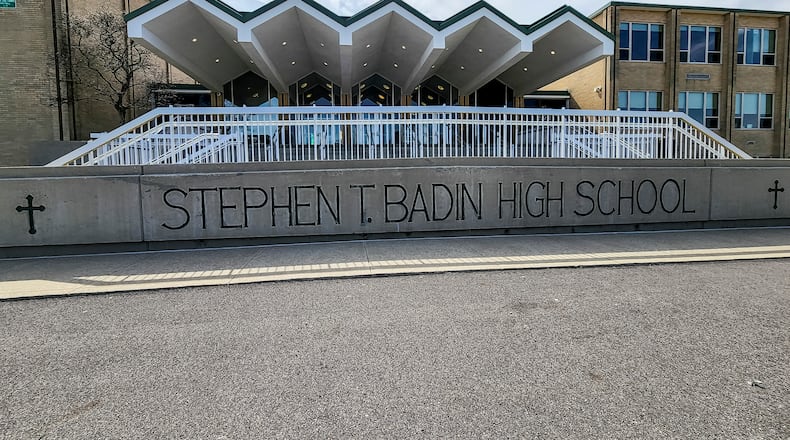 STEPHEN T. BADIN HIGH SCHOOL